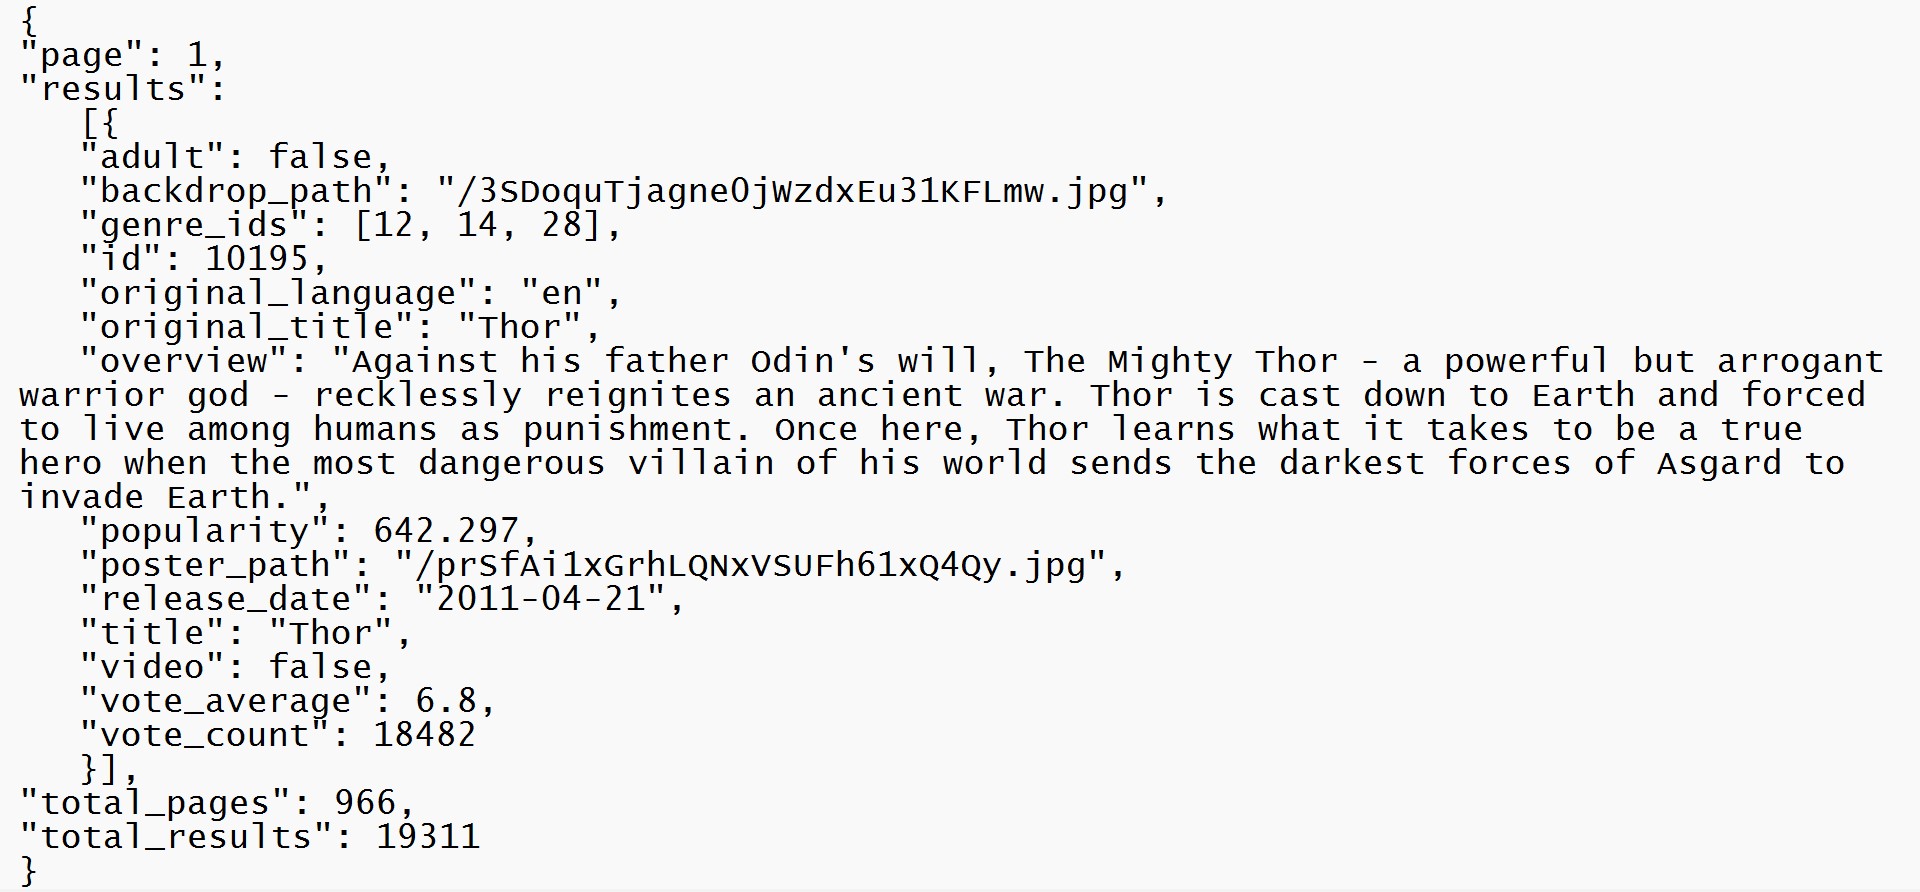 {
"page": 1,
"results":
[{
"adult": false,
"backdrop_path": "/3SDoquTjagne0jWzdxEu31KFLmw.jpg",
"genre_ids": [12, 14, 28],
"id": 10195,
"original_language": "en",
"original_title": "Thor",
"overview": "Against his father Odin's will, The Mighty Thor - a powerful but arrogant
warrior god - recklessly reignites an ancient war. Thor is cast down to Earth and forced
to live among humans as punishment. Once here, Thor learns what it takes to be a true
hero when the most dangerous villain of his world sends the darkest forces of Asgard to
invade Earth.",
"popularity": 642.297,
"poster_path": "/prSfAi1xGrhLQNxVSUFh61xQ4Qy.jpg",
"release_date": "2011-04-21",
"title": "Thor",
"video": false,
"vote_average": 6.8,
"vote_count": 18482
}],
"total_pages": 966,
"total_results": 19311
}